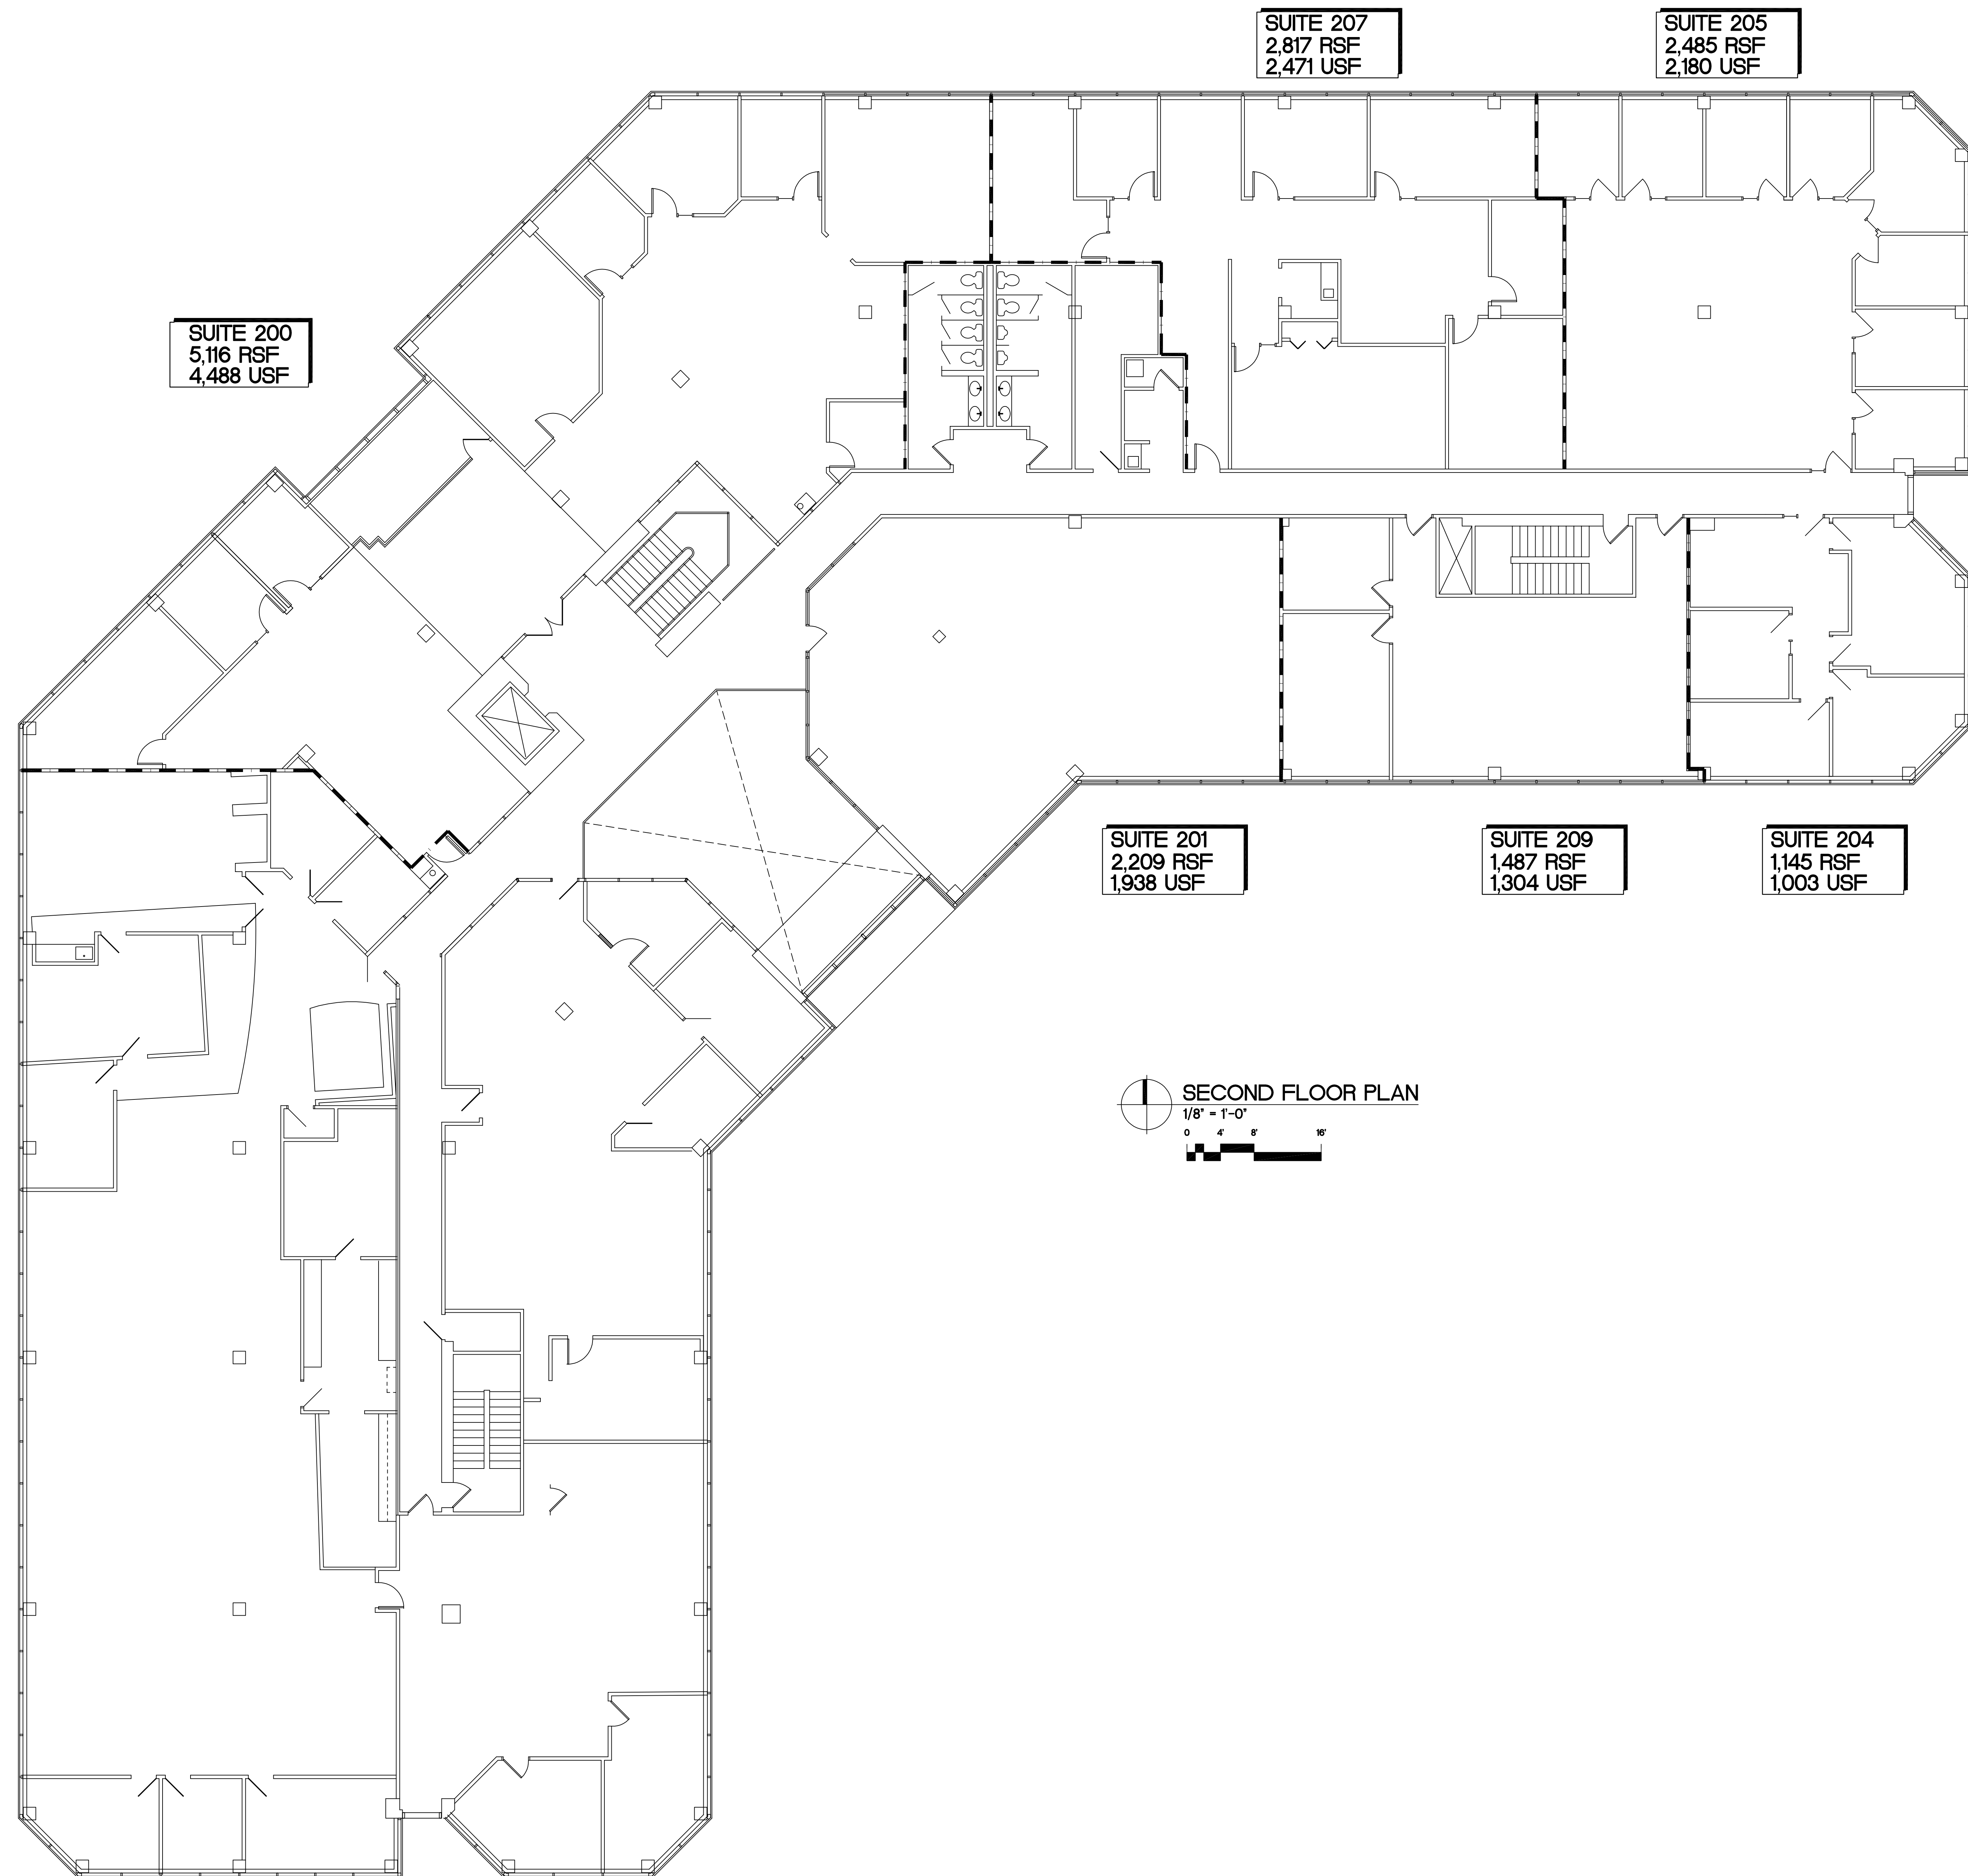 SUITE 207
2,817 RSF
2,471 USF
SUITE 205
2,485 RSF
2,180 USF
SUITE 200
5,116 RSF
4,488 USF
SUITE 201
2,209 RSF
1,938 USF
SUITE 209
1,487 RSF
1,304 USF
SUITE 204
1,145 RSF
1,003 USF
SECOND FLOOR PLAN
1/8" = 1'-0"
0 4' 8' 16'